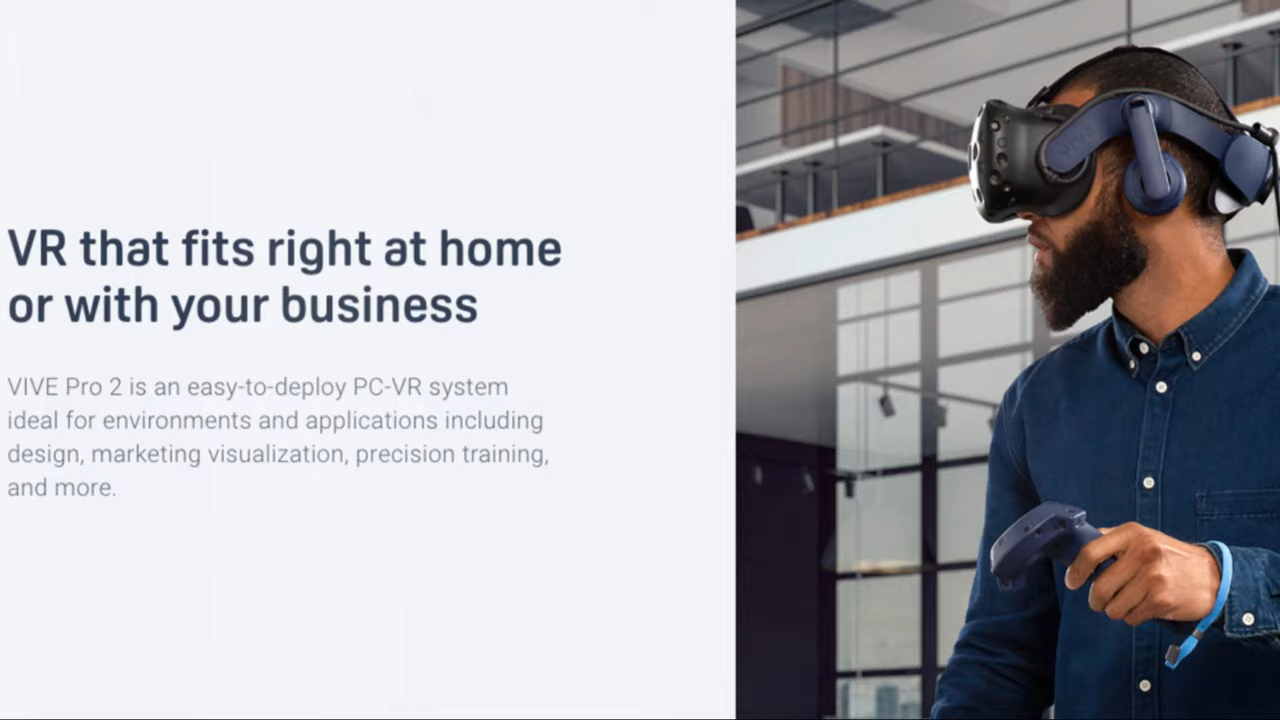 VR that fits right at home
or with your business
VIVE Pro 2 is an easy-to-deploy PC-VR system
ideal for environments and applications including
design, marketing visualization, precision training,
and more.
VIVE